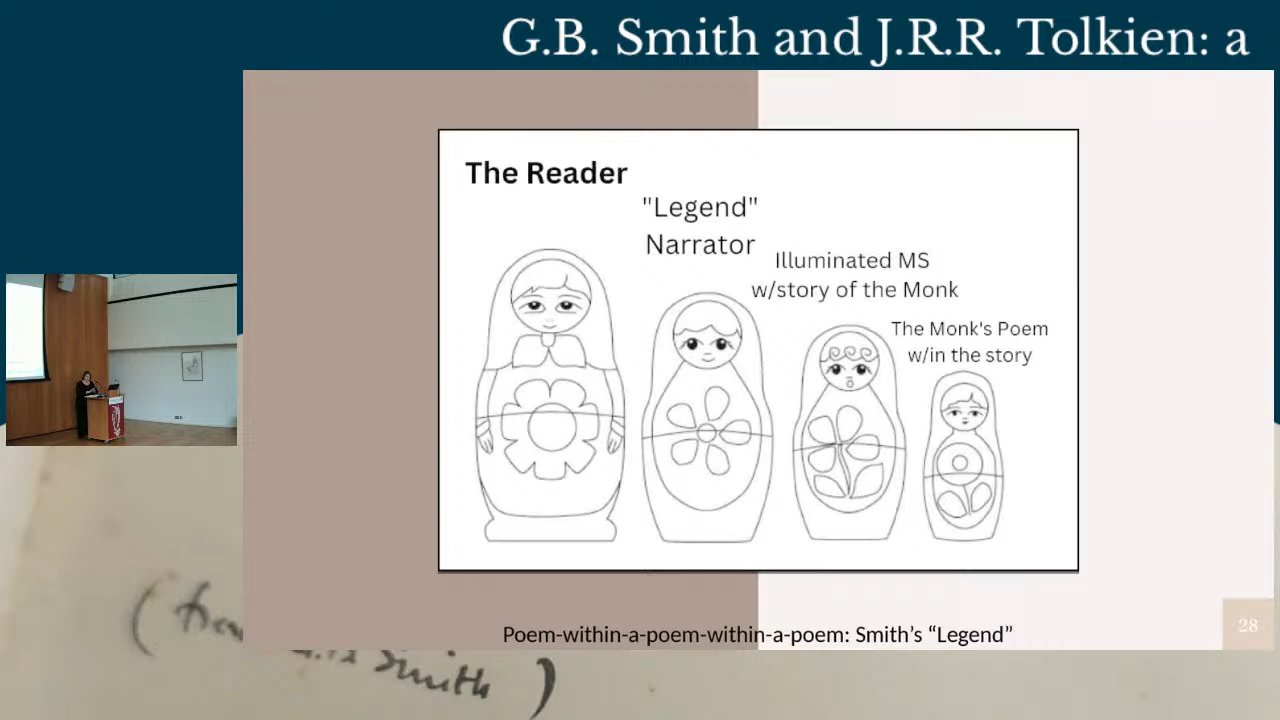 G.B. Smith and J.R.R. Tolkien: a
The Reader
"Legend"
Narrator
Illuminated MS
w/story of the Monk
The Monk's Poem
w/in the story
Poem-within-a-poem-within-a-poem: Smith’s “Legend”
28
(
Smith )